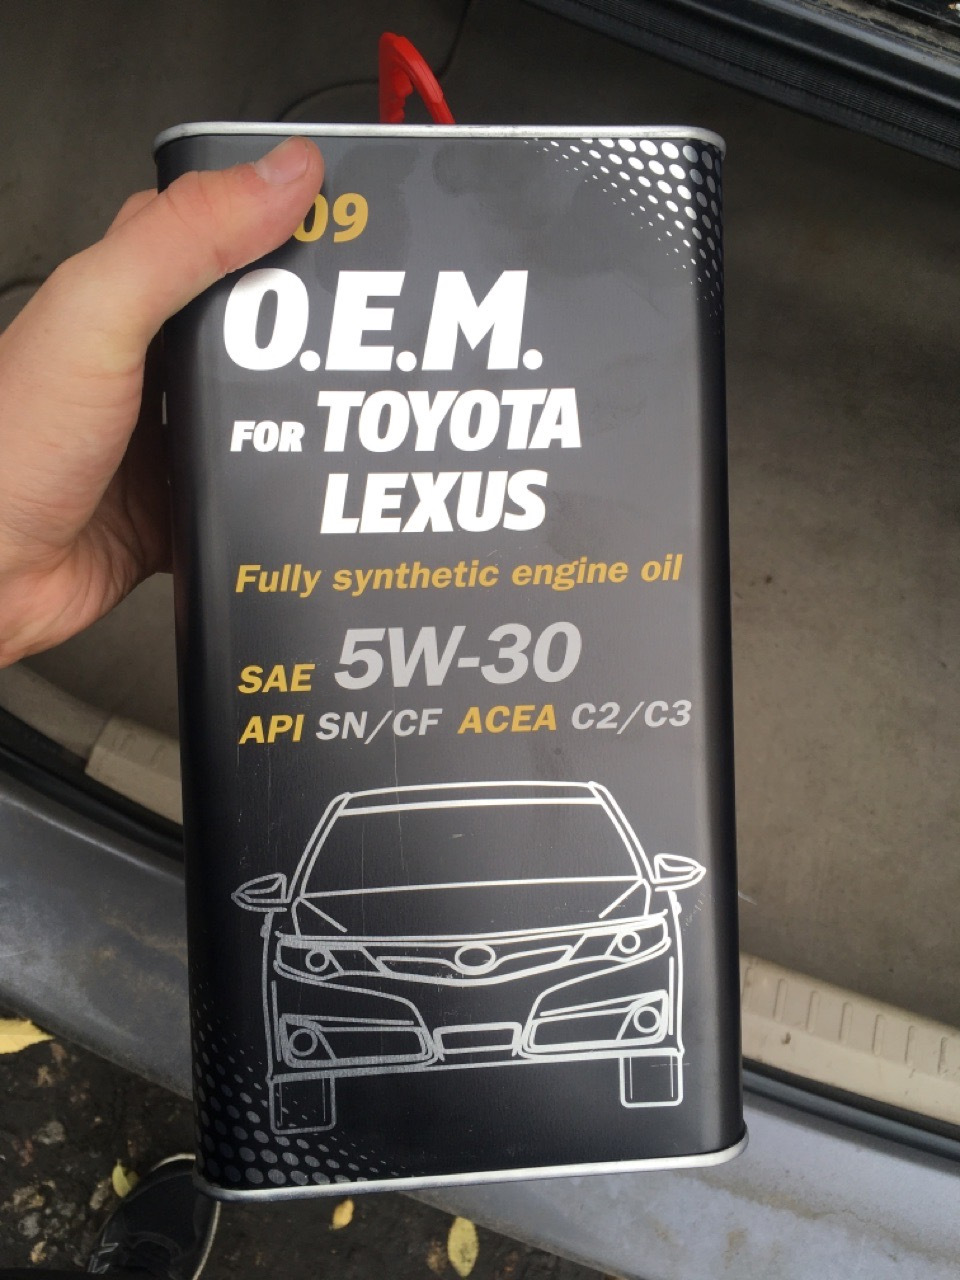 09
O.E.M.
FOR TOYOTA
LEXUS
Fully synthetic engine oil
SAE 5W-30
API SN/CF ACEA C2/C3